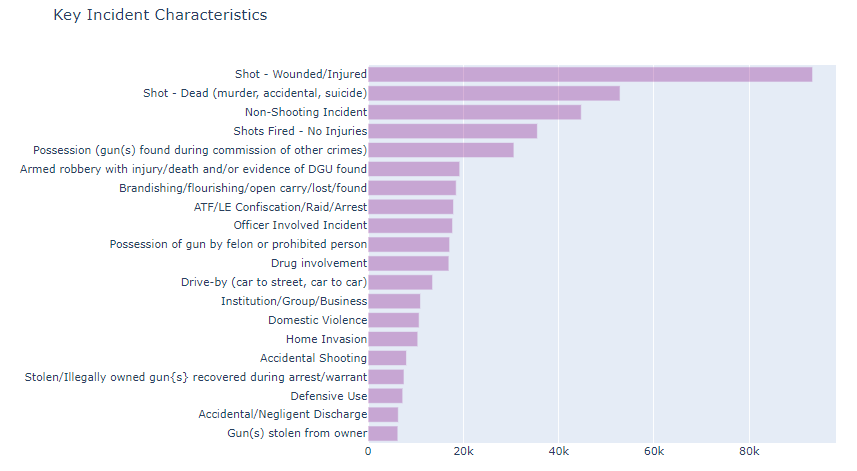 Key Incident Characteristics
Shot - Wounded/Injured
Shot - Dead (murder, accidental, suicide)
Non-Shooting Incident
Shots Fired - No Injuries
Possession (gun(s) found during commission of other crimes)
Armed robbery with injury/death and/or evidence of DGU found
Brandishing/flourishing/open carry/lost/found
ATF/LE Confiscation/Raid/Arrest
Officer Involved Incident
Possession of gun by felon or prohibited person
Drug involvement
Drive-by (car to street, car to car)
Institution/Group/Business
Domestic Violence
Home Invasion
Accidental Shooting
Stolen/Illegally owned gun{s} recovered during arrest/warrant
Defensive Use
Accidental/Negligent Discharge
Gun(s) stolen from owner
0 20k 40k 60k 80k